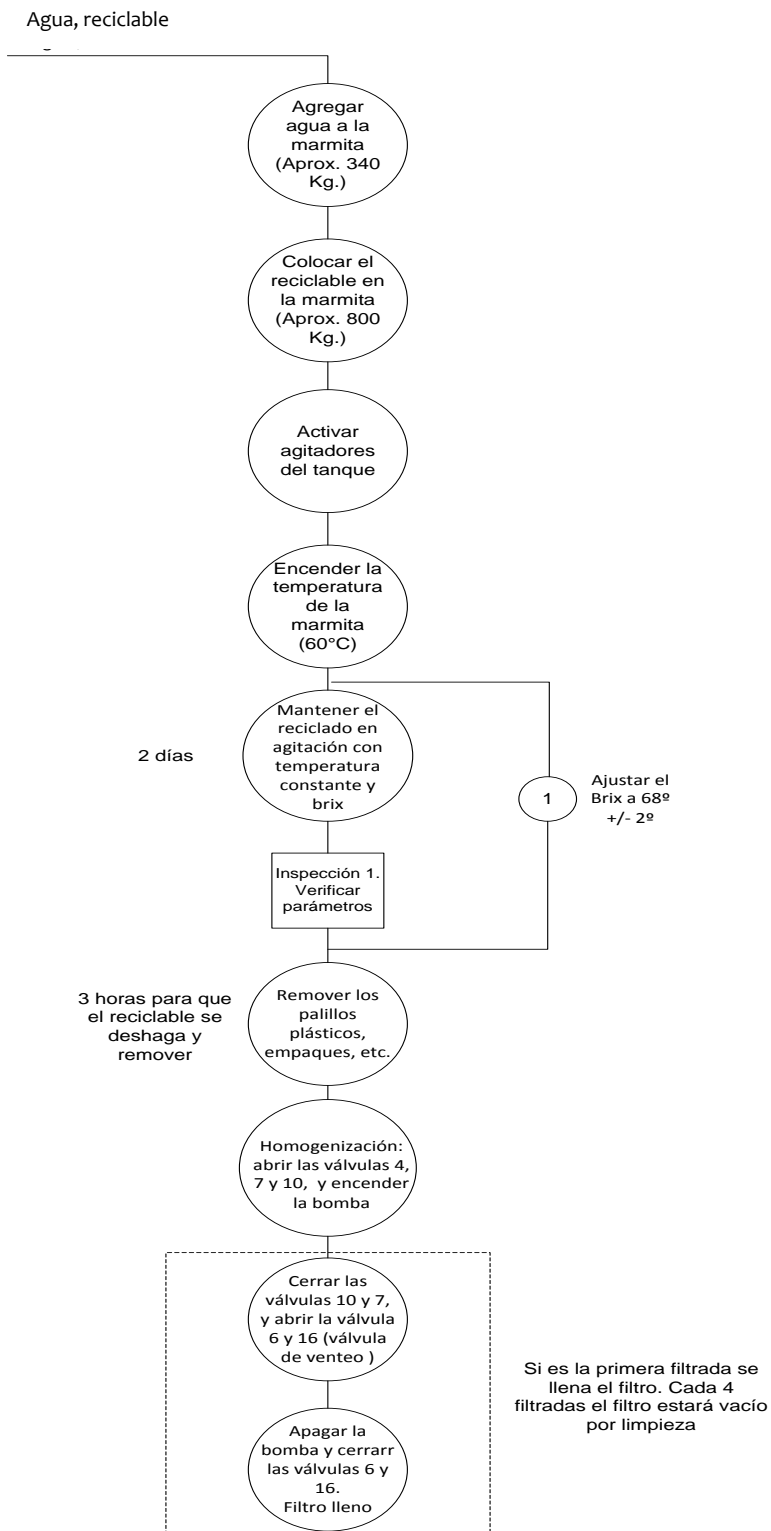 Agua, reciclable
Agregar
agua a la
marmita
(Aprox. 340
Kg.)
Colocar el
reciclable en
la marmita
(Aprox. 800
Kg.)
Activar
agitadores
del tanque
Encender la
temperatura
de la
marmita
(60°C)
2 días
Mantener el
reciclado en
agitación con
temperatura
constante y
brix
1
Ajustar el
Brix a 68º
+/- 2º
Inspección 1.
Verificar
parámetros
3 horas para que
el reciclable se
deshaga y
remover
Remover los
palillos
plásticos,
empaques, etc.
Homogenización:
abrir las válvulas 4,
7 y 10,  y encender
la bomba
Cerrar las
válvulas 10 y 7,
y abrir la válvula
6 y 16 (válvula
de venteo )
Si es la primera filtrada se
llena el filtro. Cada 4
filtradas el filtro estará vacío
por limpieza
Apagar la
bomba y cerrarr
las válvulas 6 y
16.
Filtro lleno